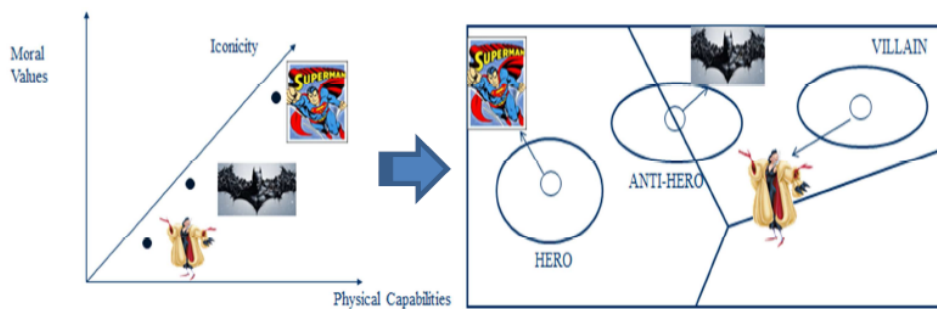 Moral
Values
Iconicity
SUPERMAN
Physical Capabilities
SUPERMAN
VILLAIN
ANTI-HERO
HERO